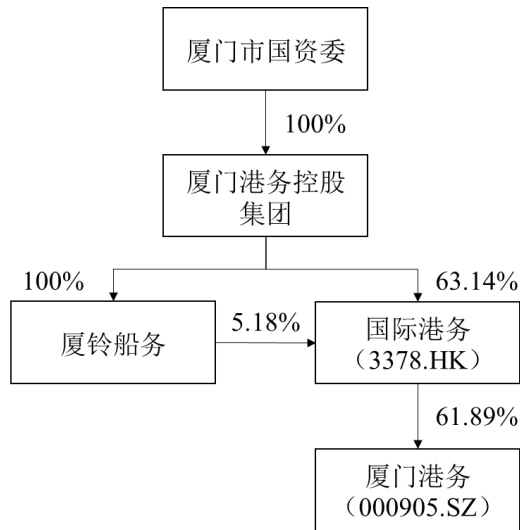 厦门市国资委
100%
厦门港务控股
集团
100%
63.14%
厦铃船务
5.18%
国际港务
（3378.HK）
61.89%
厦门港务
（000905.SZ）